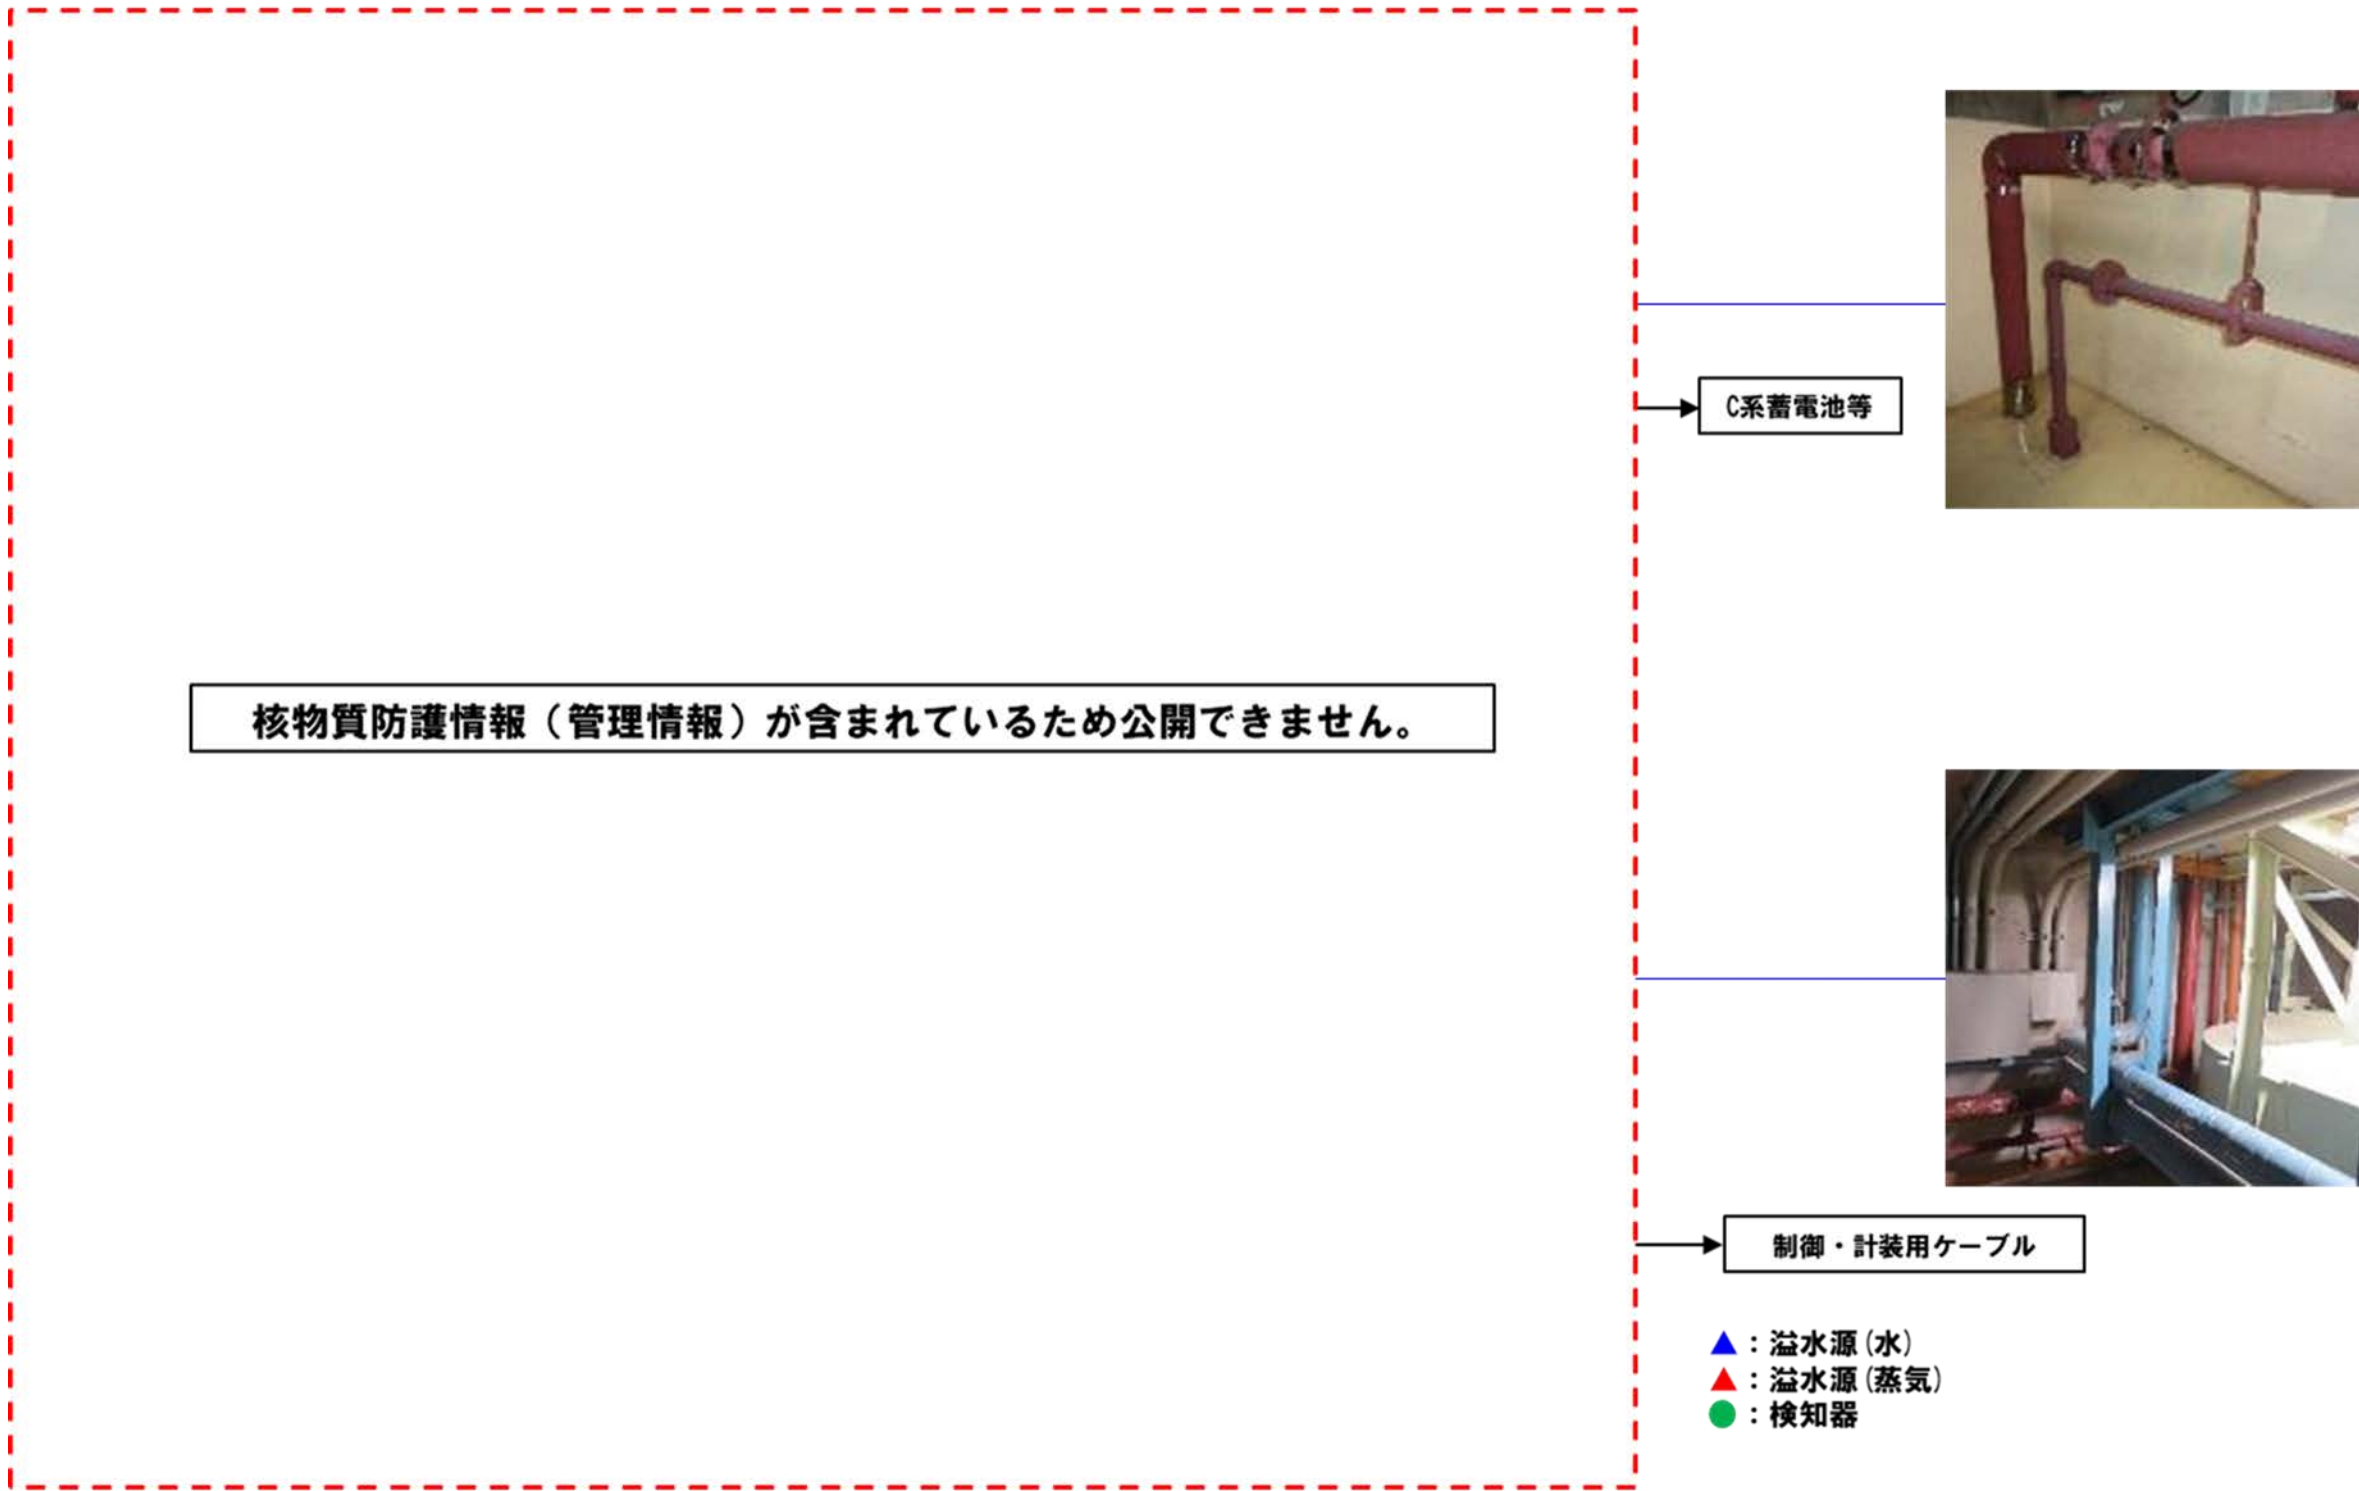 C系蓄電池等
核物質防護情報（管理情報）が含まれているため公開できません。
制御・計装用ケーブル
▲：溢水源(水)
▲：溢水源(蒸気)
●：検知器